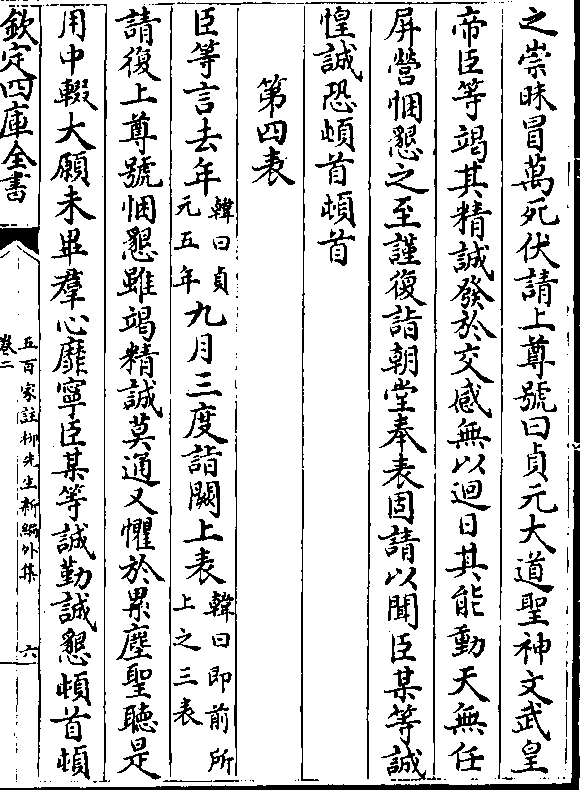 之崇昧冒萬死伏請上尊號曰貞元大道聖神文武皇
帝臣等竭其精誠發於交感無以迴日其能動天無任
屏營悃懇之至謹復詣朝堂奉表固請以聞臣某等誠
惶誠恐頓首頓首
第四表
臣等言去年韓曰貞元五年九月三度詣闕上表韓曰即前所上之三表
請復上尊號悃懇雖竭精誠莫通又懼於累塵聖聽是
用中輟大願未畢羣心靡寧臣某等誠勤誠懇頓首頓
欽定四庫全書
五百家註柳先生新編外集
卷二
六